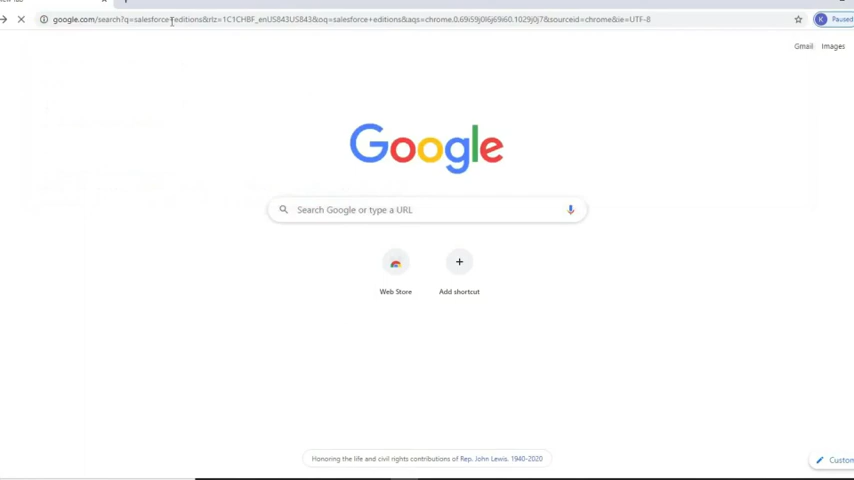 google.com/search?q=salesforce+editions&rlz=1C1CHBF_enUS843US843&oq=salesforce+editions&aqs=chrome.0.69i59j0l6j69i60.1029j0j7&sourceid=chrome&ie=UTF-8
K Paused
Gmail Images
Google
Search Google or type a URL
Web Store Add shortcut
Honoring the life and civil rights contributions of Rep. John Lewis. 1940-2020
Custom